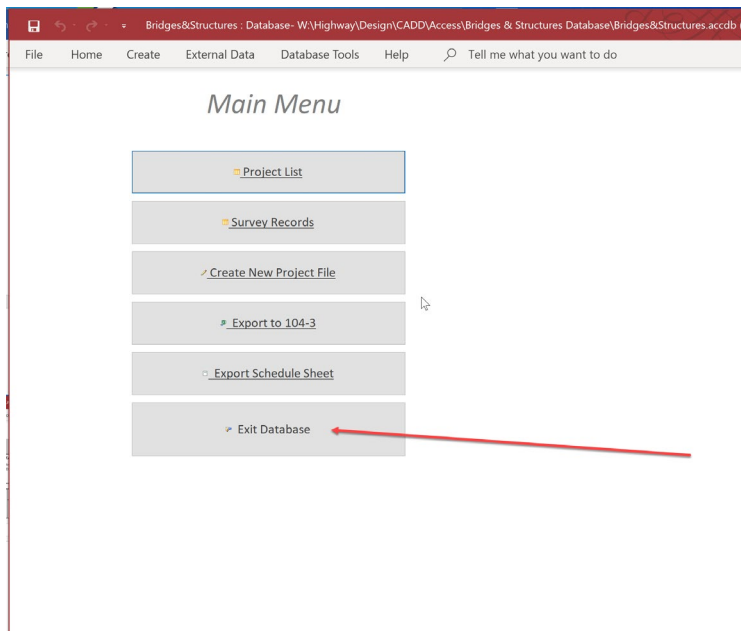 Bridges&Structures : Database- W:\Highway\Design\CADD\Access\Bridges & Structures Database\Bridges&Structures.accdb (
File Home Create External Data Database Tools Help Tell me what you want to do
Main Menu
Project List
Survey Records
Create New Project File
Export to 104-3
Export Schedule Sheet
Exit Database